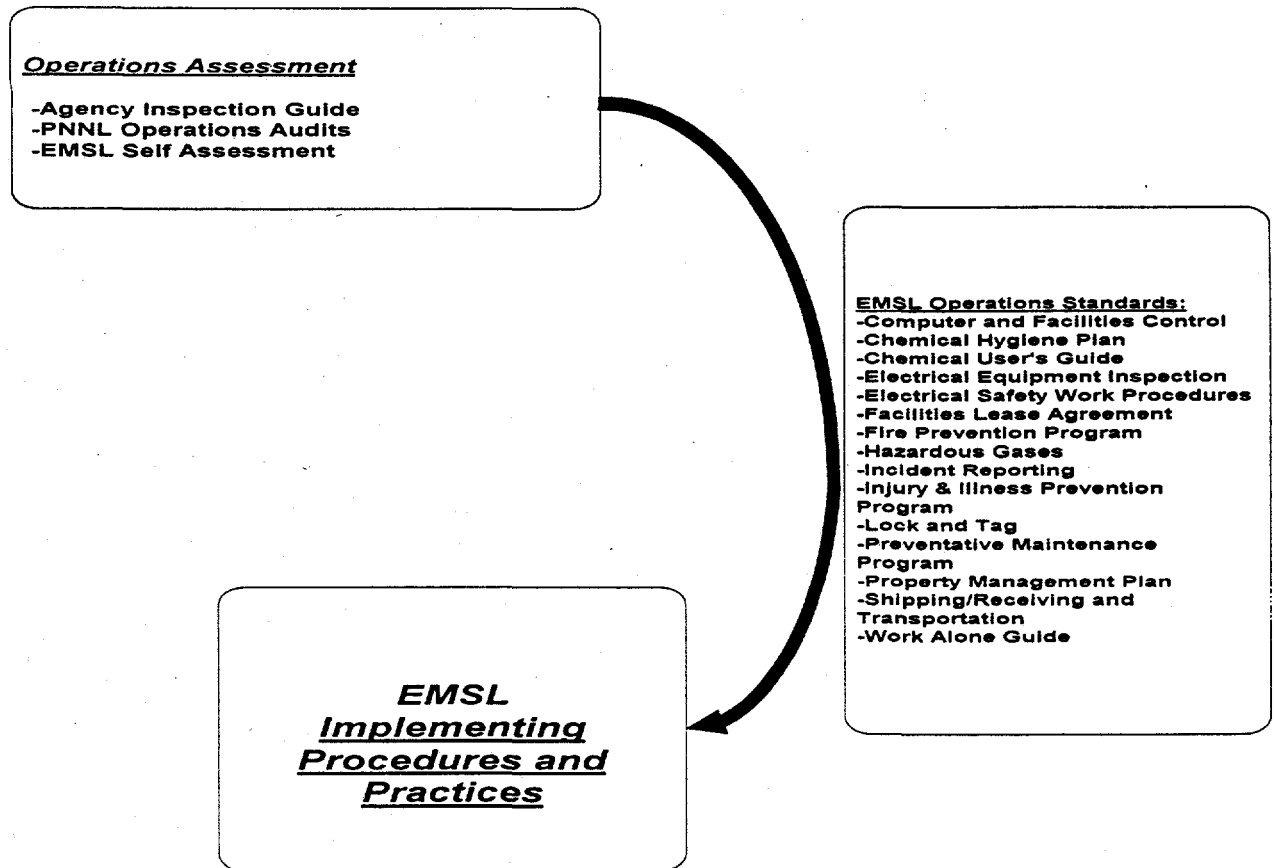 Operations Assessment
-Agency Inspection Guide
-PNNL Operations Audits
-EMSL Self Assessment
EMSL Operations Standards:
-Computer and Facilities Control
-Chemical Hygiene Plan
-Chemical User's Guide
-Electrical Equipment Inspection
-Electrical Safety Work Procedures
-Facilities Lease Agreement
-Fire Prevention Program
-Hazardous Gases
-Incident Reporting
-Injury & Illness Prevention
Program
-Lock and Tag
-Preventative Maintenance
Program
-Property Management Plan
-Shipping/Receiving and
Transportation
-Work Alone Guide
EMSL
Implementing
Procedures and
Practices